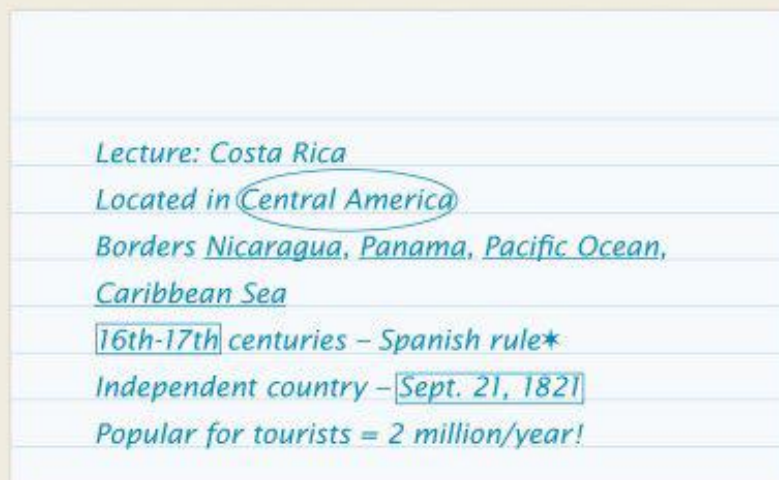 Lecture: Costa Rica
Located in Central America
Borders Nicaragua, Panama, Pacific Ocean,
Caribbean Sea
16th-17th centuries – Spanish rule✶
Independent country – Sept. 21, 1821
Popular for tourists = 2 million/year!